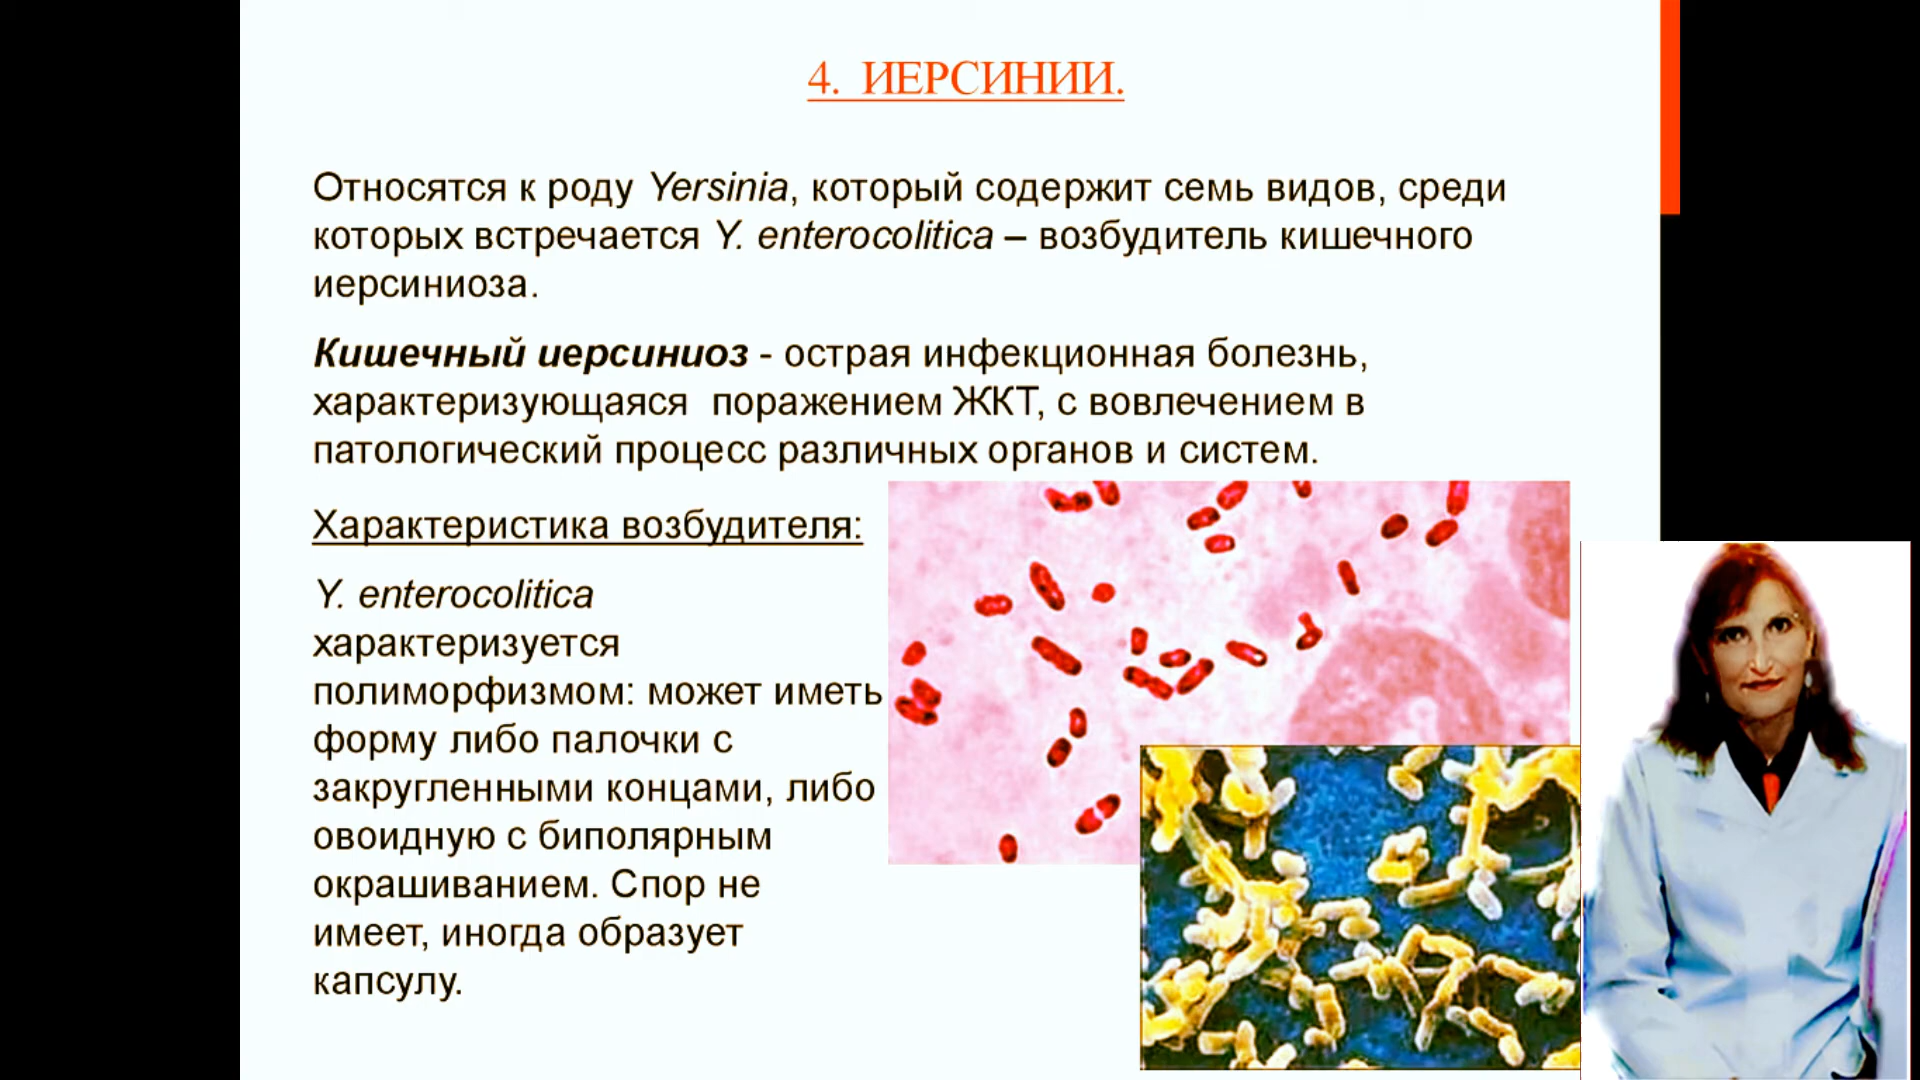 4. ИЕРСИНИИ.
Относятся к роду Yersinia, который содержит семь видов, среди
которых встречается Y. enterocolitica – возбудитель кишечного
иерсиниоза.
Кишечный иерсиниоз - острая инфекционная болезнь,
характеризующаяся поражением ЖКТ, с вовлечением в
патологический процесс различных органов и систем.
Характеристика возбудителя:
Y. enterocolitica
характеризуется
полиморфизмом: может иметь
форму либо палочки с
закругленными концами, либо
овоидную с биполярным
окрашиванием. Спор не
имеет, иногда образует
капсулу.